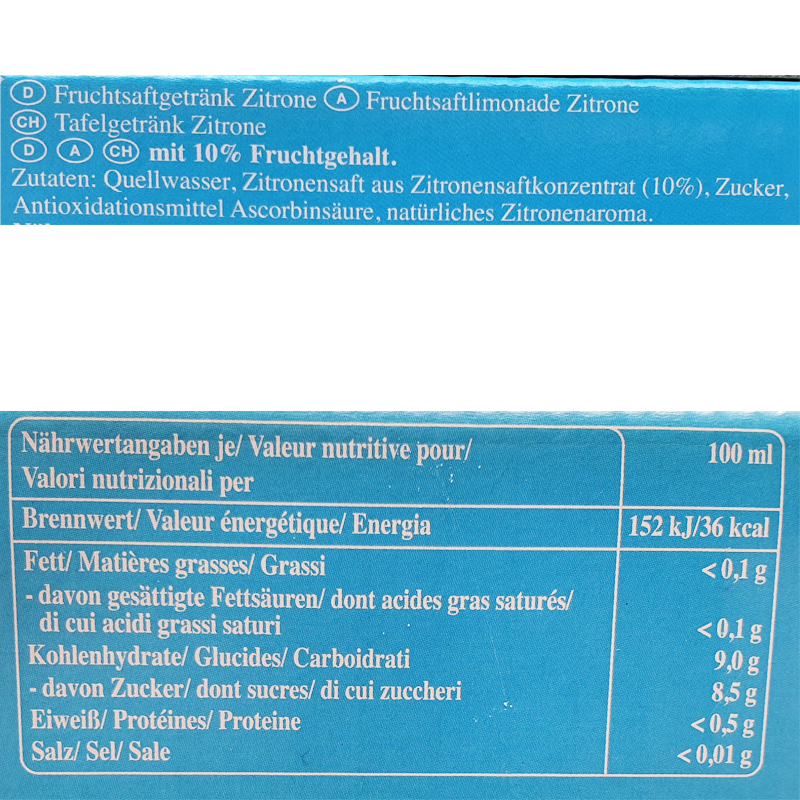 D Fruchtsaftgetränk Zitrone A Fruchtsaftlimonade Zitrone
CH Tafelgetränk Zitrone
D A CH mit 10% Fruchtgehalt.
Zutaten: Quellwasser, Zitronensaft aus Zitronensaftkonzentrat (10%), Zucker,
Antioxidationsmittel Ascorbinsäure, natürliches Zitronenaroma.
Nährwertangaben je/ Valeur nutritive pour/ 100 ml
Valori nutrizionali per
Brennwert/ Valeur énergétique/ Energia 152 kJ/36 kcal
Fett/ Matières grasses/ Grassi <0,1 g
- davon gesättigte Fettsäuren/ dont acides gras saturés/
di cui acidi grassi saturi <0,1 g
Kohlenhydrate/ Glucides/ Carboidrati 9,0 g
- davon Zucker/ dont sucres/ di cui zuccheri 8,5 g
Eiweiß/ Protéines/ Proteine <0,5 g
Salz/ Sel/ Sale <0,01 g